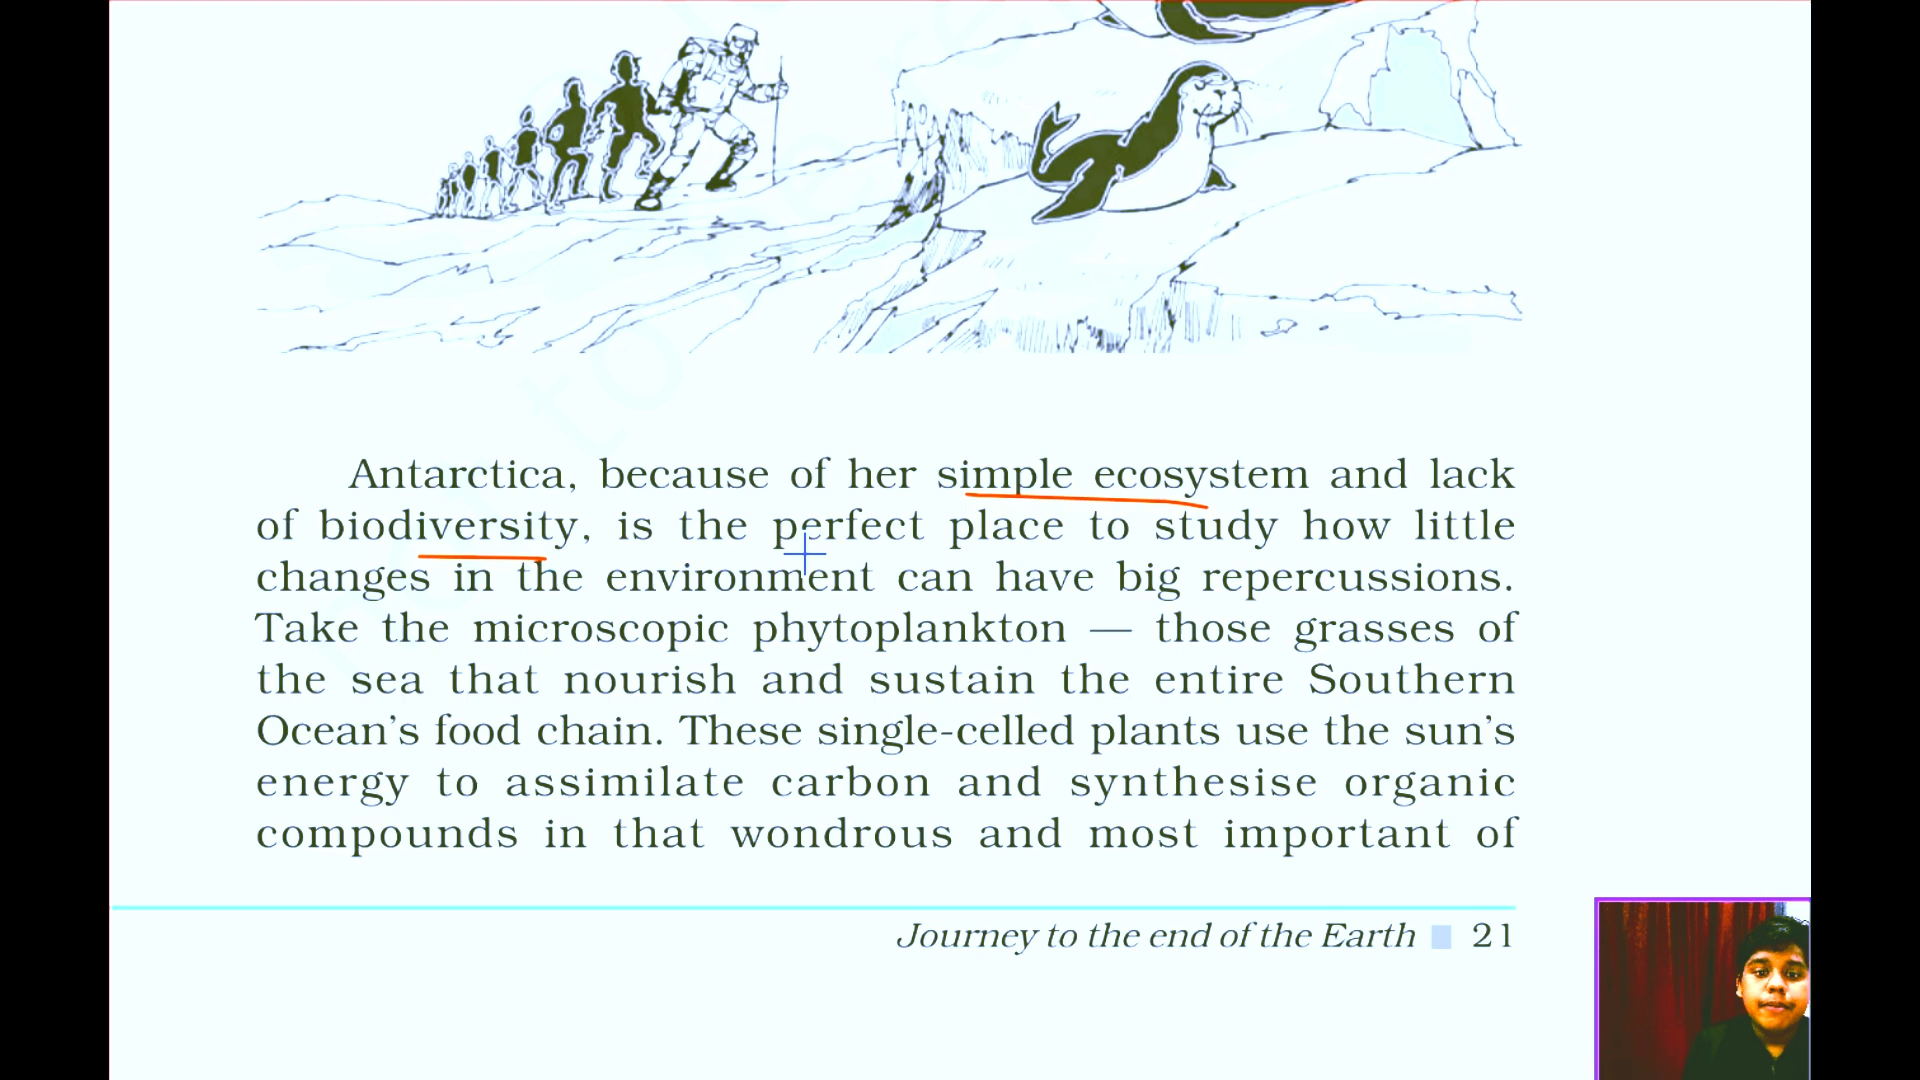 Antarctica, because of her simple ecosystem and lack
of biodiversity, is the perfect place to study how little
changes in the environment can have big repercussions.
Take the microscopic phytoplankton — those grasses of
the sea that nourish and sustain the entire Southern
Ocean's food chain. These single-celled plants use the sun's
energy to assimilate carbon and synthesise organic
compounds in that wondrous and most important of
Journey to the end of the Earth 21